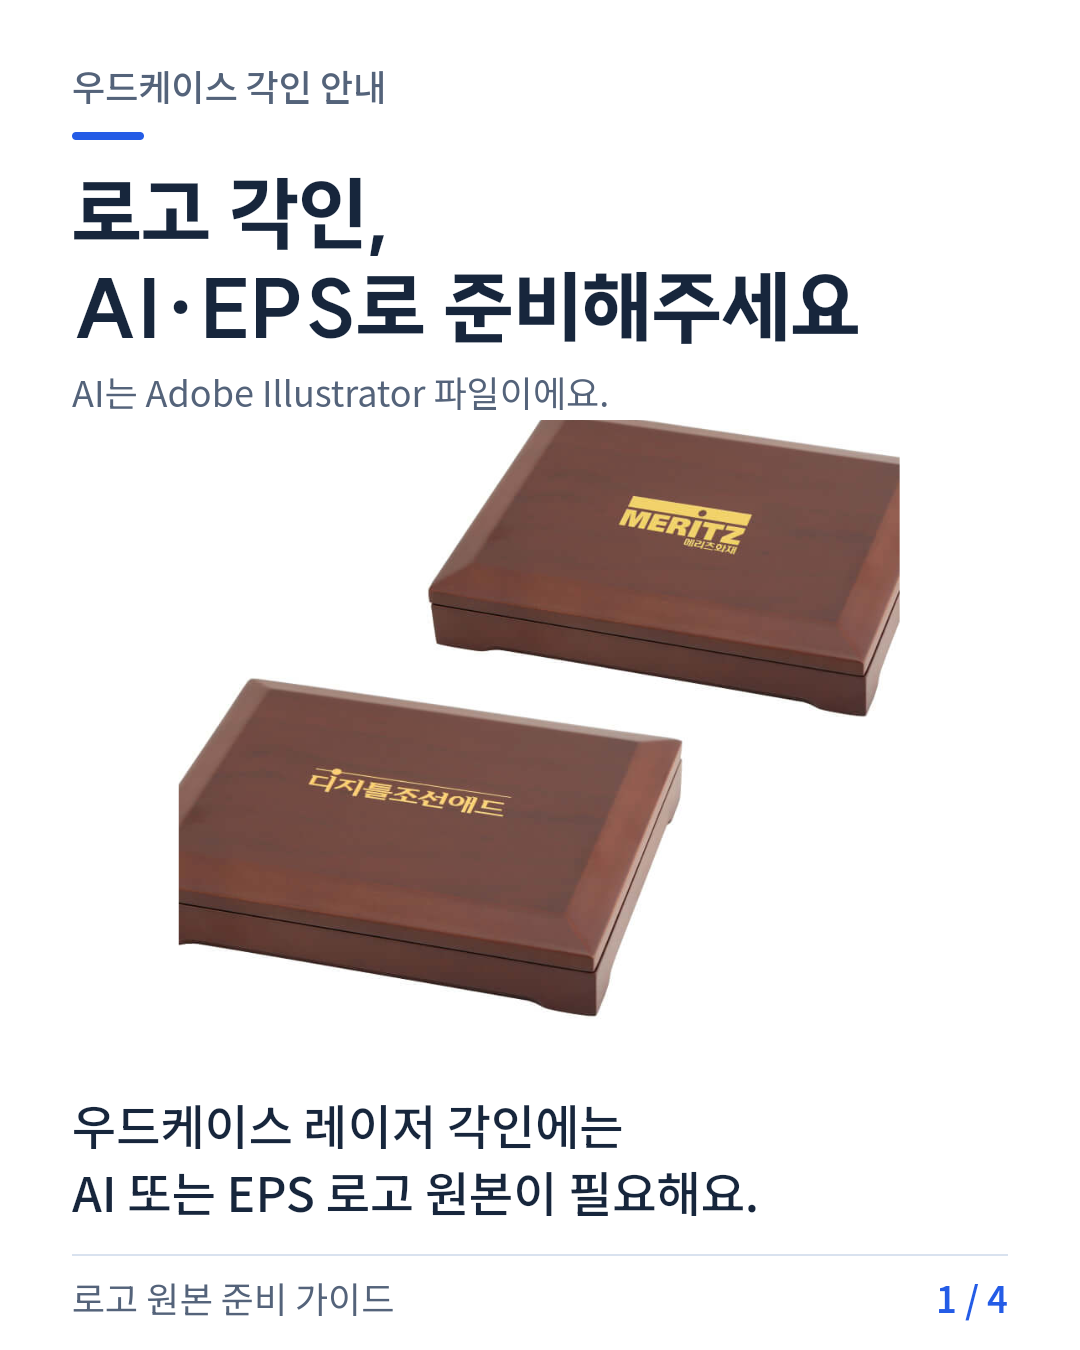 우드케이스 각인 안내
로고 각인,
AI·EPS로 준비해주세요
AI는 Adobe Illustrator 파일이에요.
MERITZ
메리츠화재
디지틀조선애드
우드케이스 레이저 각인에는
AI 또는 EPS 로고 원본이 필요해요.
로고 원본 준비 가이드
1 / 4